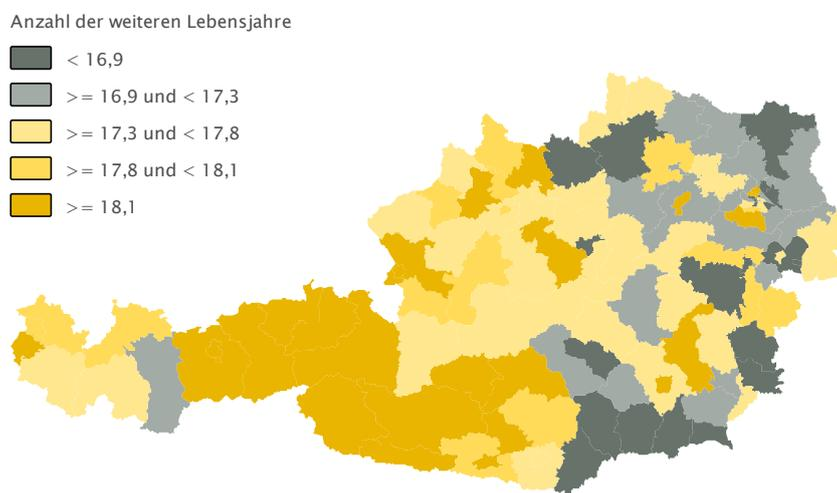 Anzahl der weiteren Lebensjahre
< 16,9
>= 16,9 und < 17,3
>= 17,3 und < 17,8
>= 17,8 und < 18,1
>= 18,1